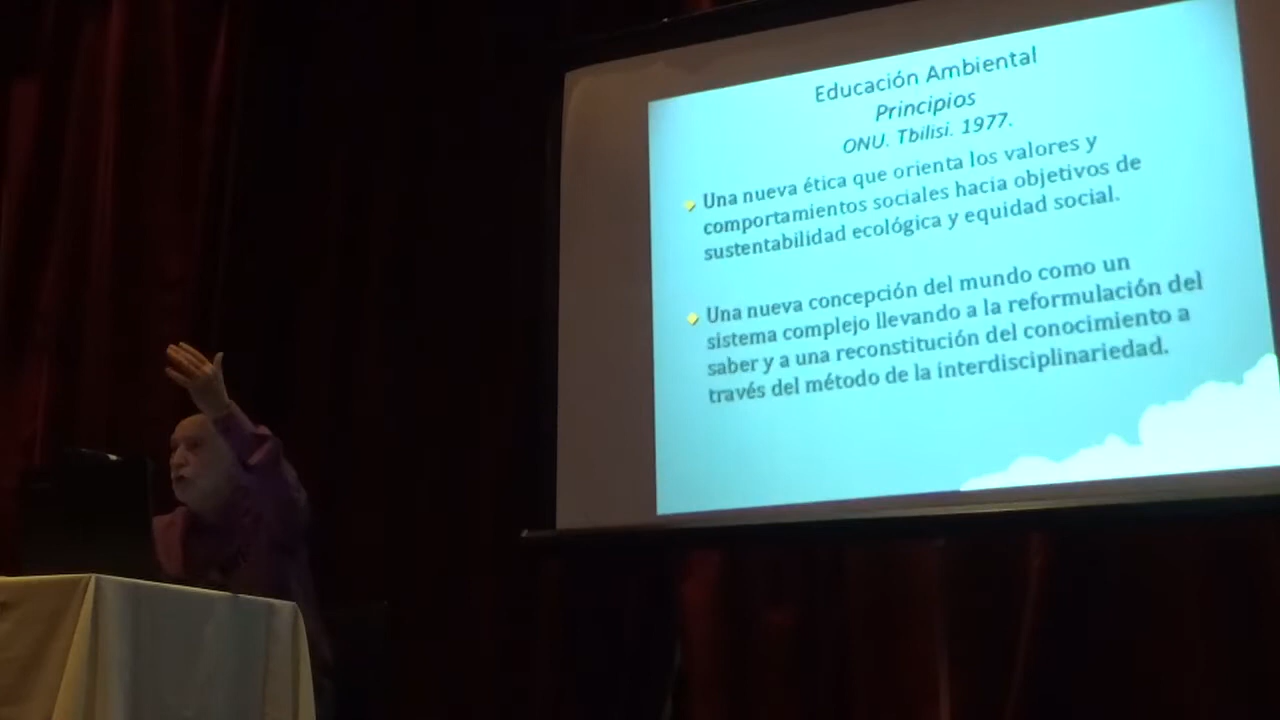 Educación Ambiental
Principios
ONU. Tbilisi. 1977.
Una nueva ética que orienta los valores y
comportamientos sociales hacia objetivos de
sustentabilidad ecológica y equidad social.
Una nueva concepción del mundo como un
sistema complejo llevando a la reformulación del
saber y a una reconstitución del conocimiento a
través del método de la interdisciplinariedad.